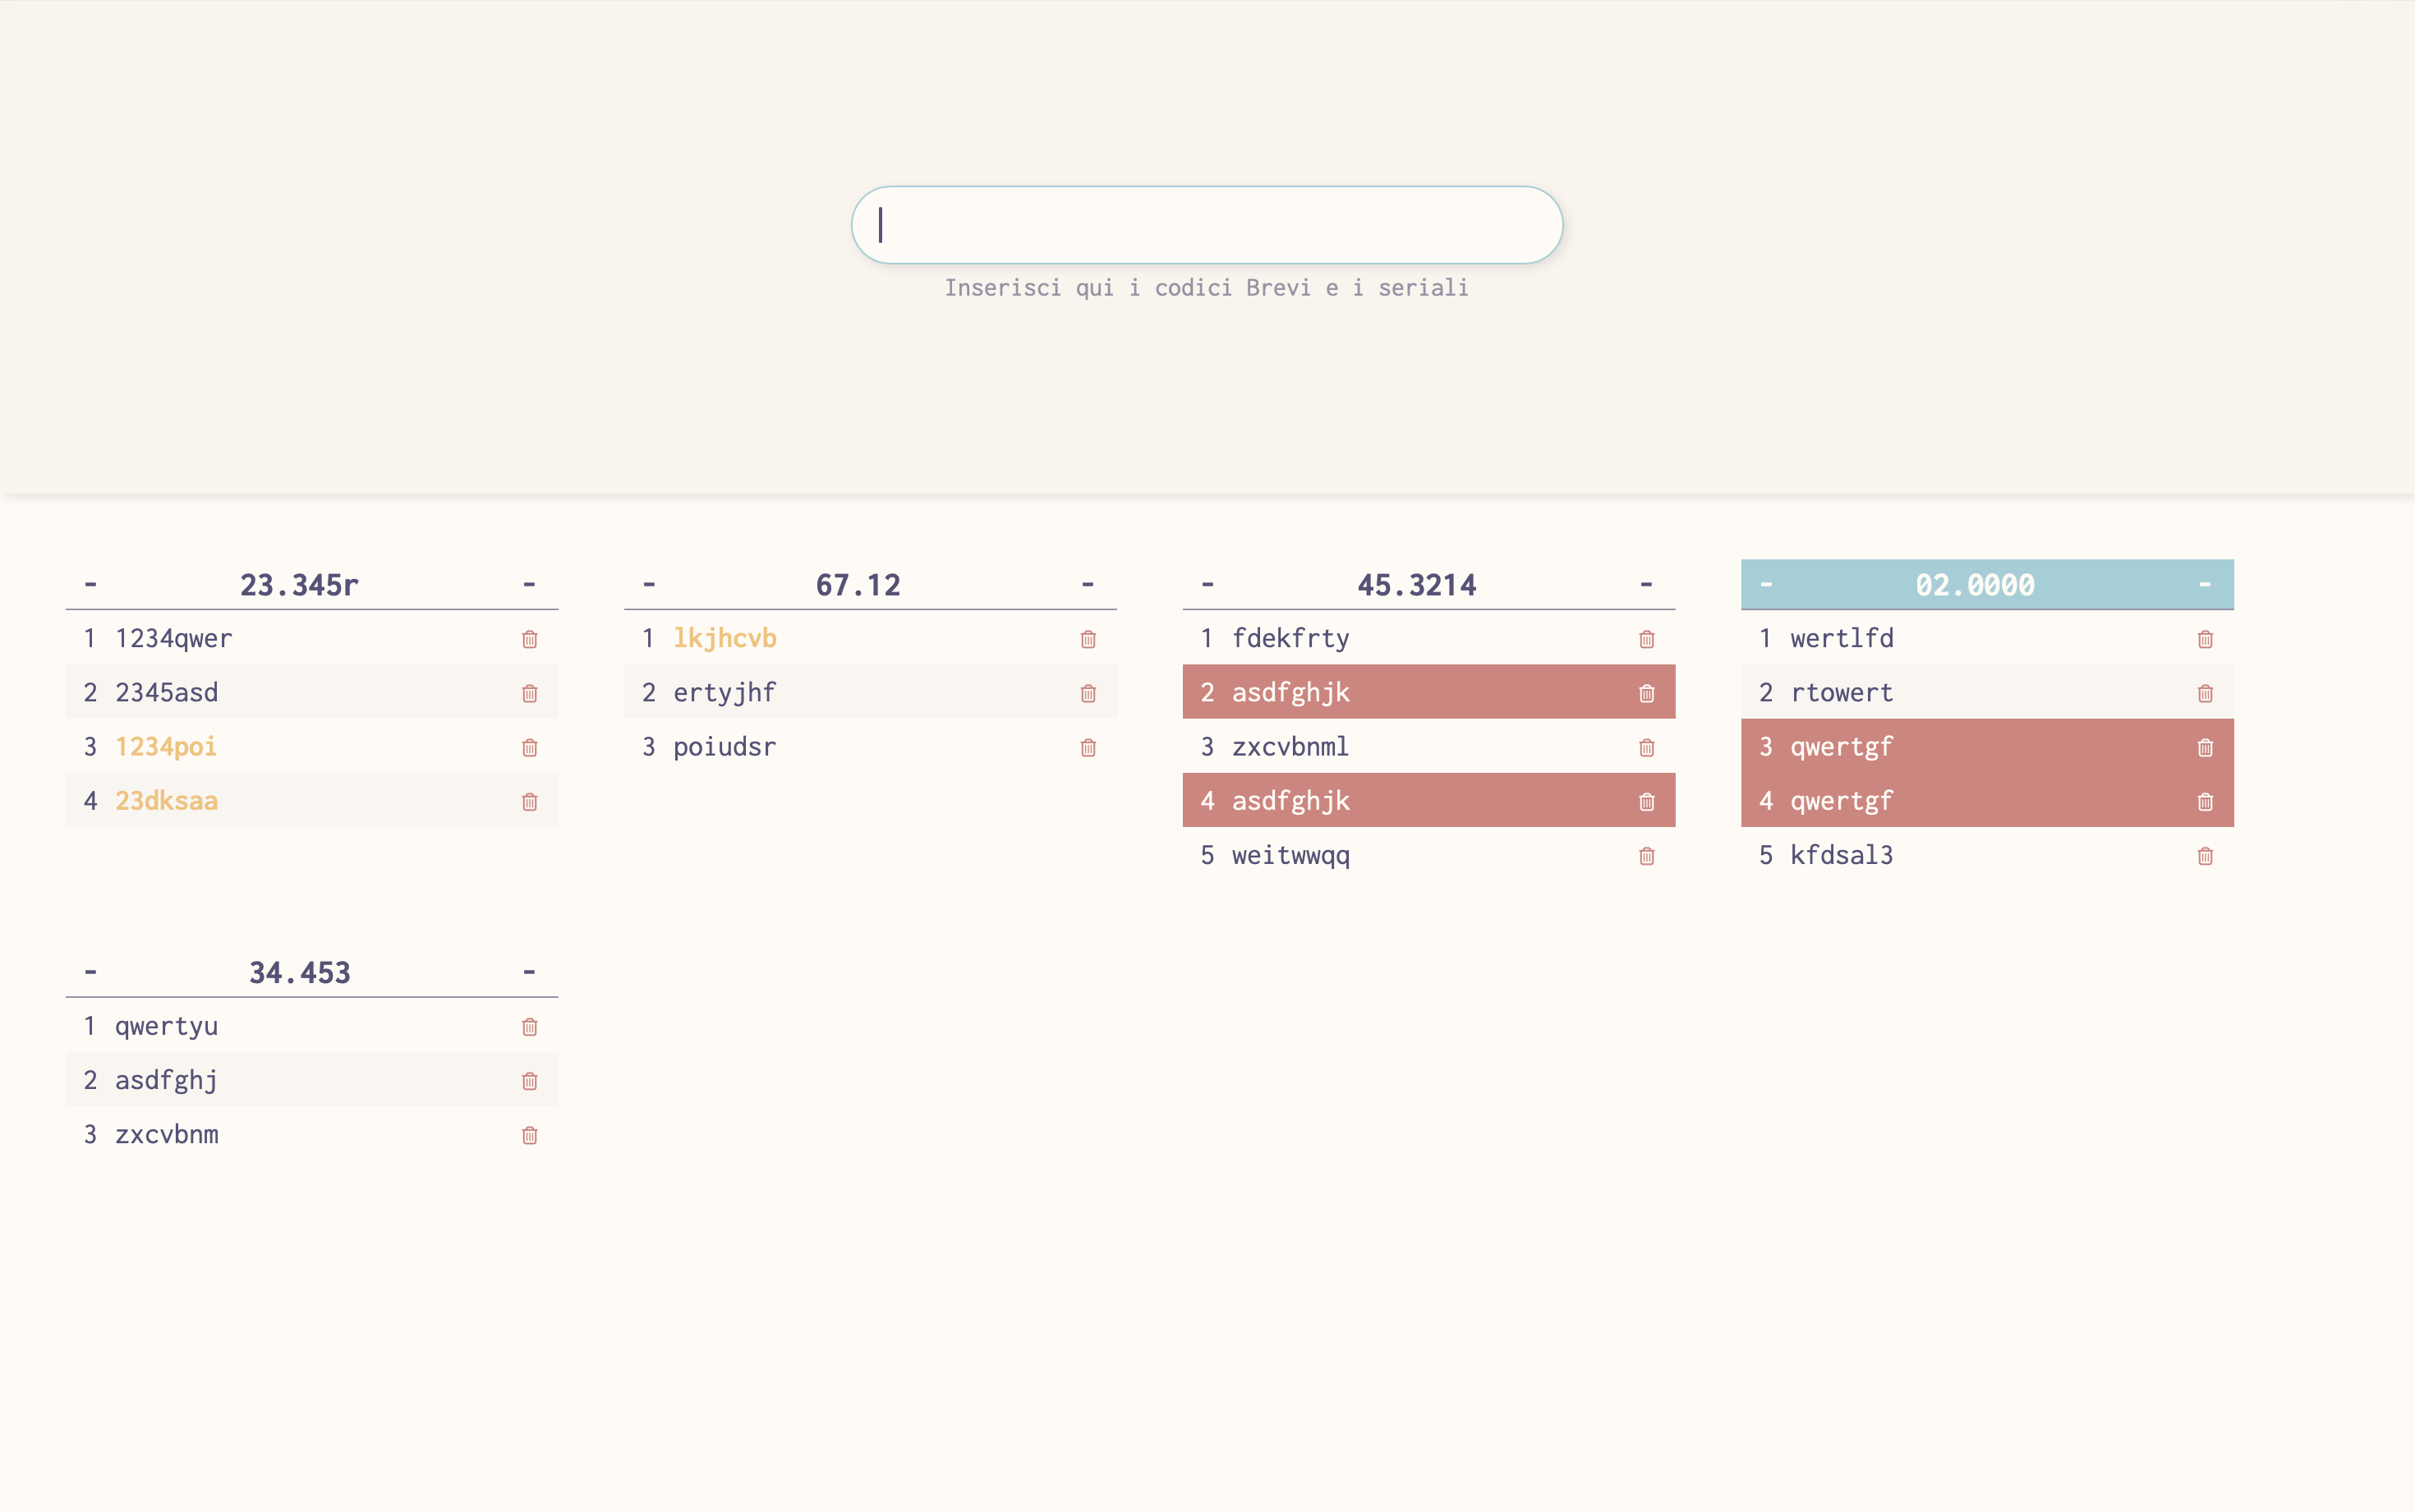 Inserisci qui i codici Brevi e i seriali
- 23.345r -
1 1234qwer
2 2345asd
3 1234poi
4 23dksaa
- 67.12 -
1 lkjhcvb
2 ertyjhf
3 poiudsr
- 45.3214 -
1 fdekfrty
2 asdfghjk
3 zxcvbnml
4 asdfghjk
5 weitwwqq
- 02.0000 -
1 wertlfd
2 rtowert
3 qwertgf
4 qwertgf
5 kfdsal3
- 34.453 -
1 qwertyu
2 asdfghj
3 zxcvbnm